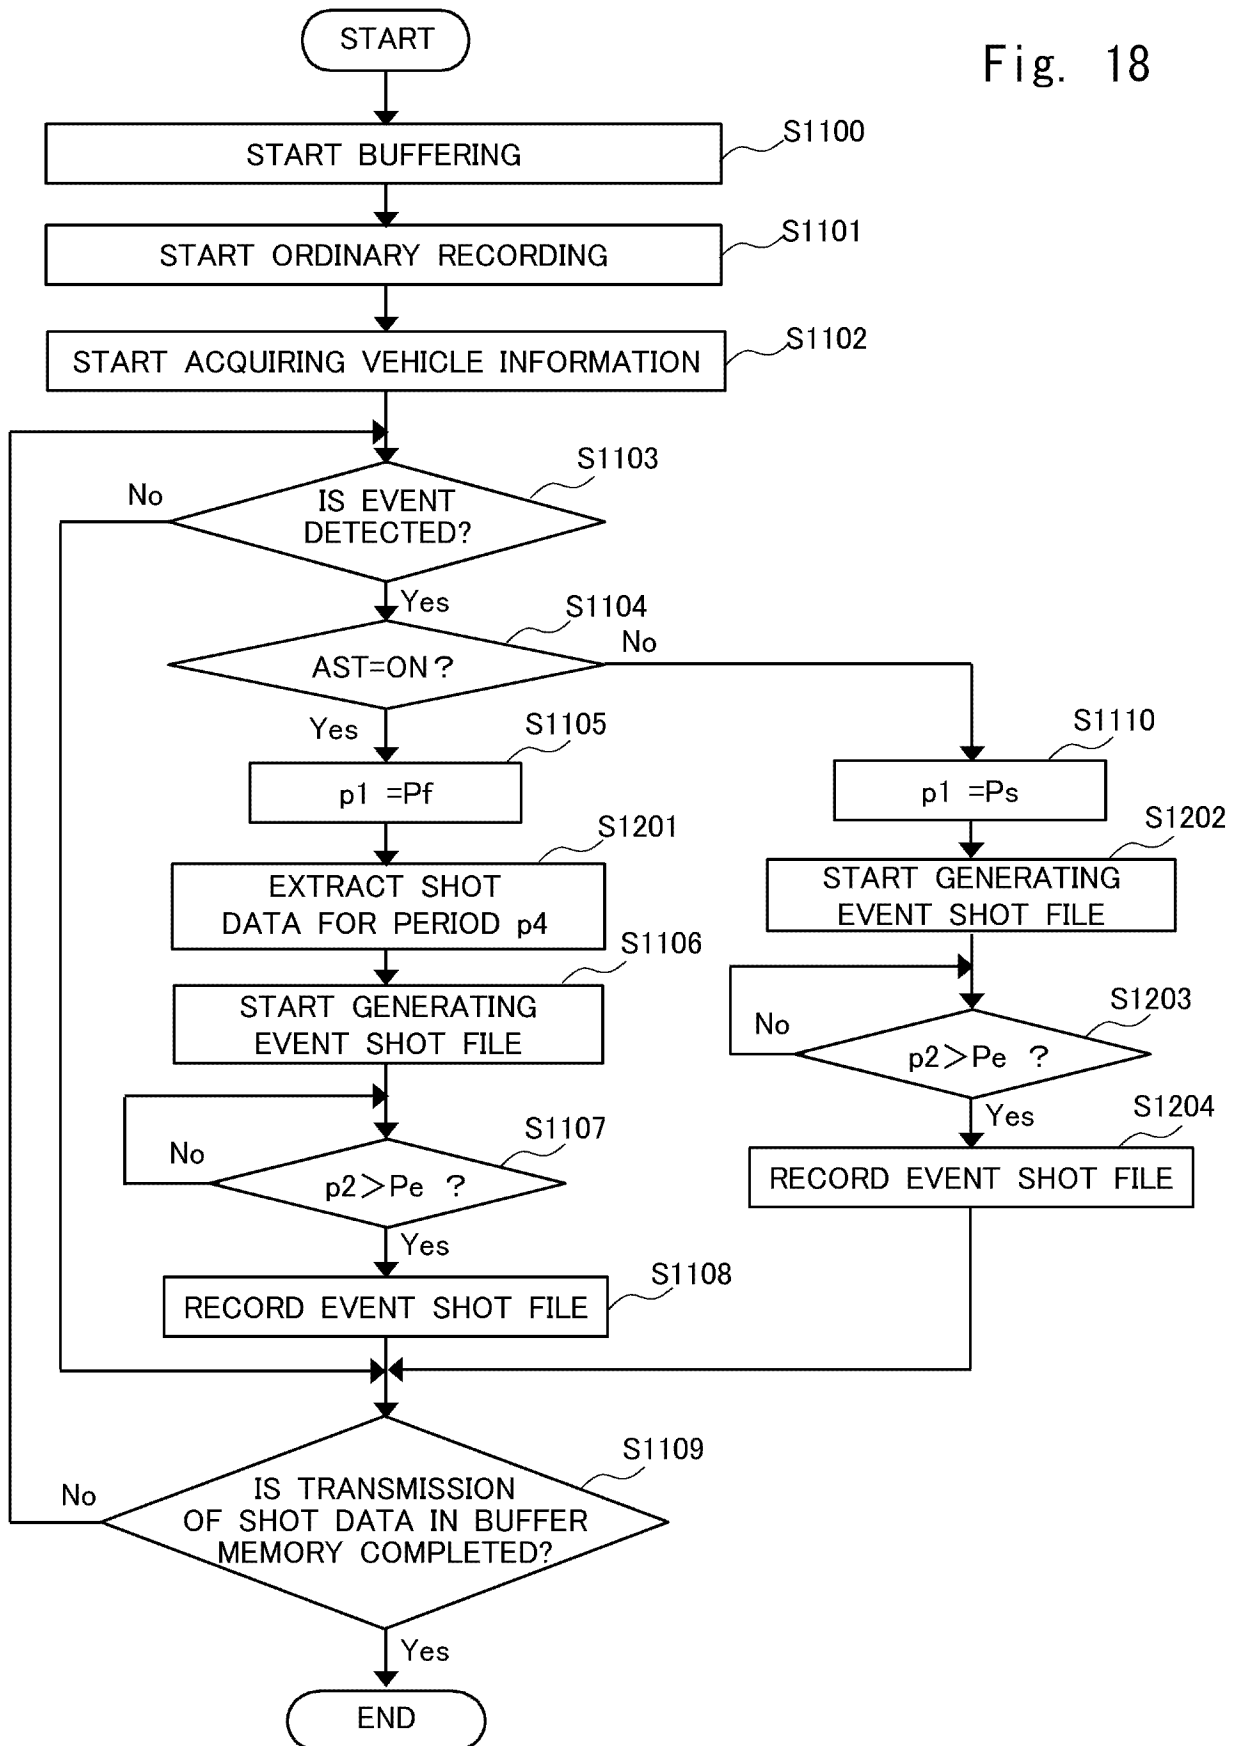 START
Fig. 18
S1100
START BUFFERING
S1101
START ORDINARY RECORDING
S1102
START ACQUIRING VEHICLE INFORMATION
S1103
No
IS EVENT
DETECTED?
Yes
S1104
AST=ON?
No
Yes
S1105
p1 =Pf
S1110
p1 =Ps
S1201
EXTRACT SHOT
DATA FOR PERIOD p4
S1202
START GENERATING
EVENT SHOT FILE
S1106
START GENERATING
EVENT SHOT FILE
S1203
No
p2>Pe ?
Yes
S1107
No
p2>Pe ?
Yes
S1204
RECORD EVENT SHOT FILE
S1108
RECORD EVENT SHOT FILE
S1109
No
IS TRANSMISSION
OF SHOT DATA IN BUFFER
MEMORY COMPLETED?
Yes
END